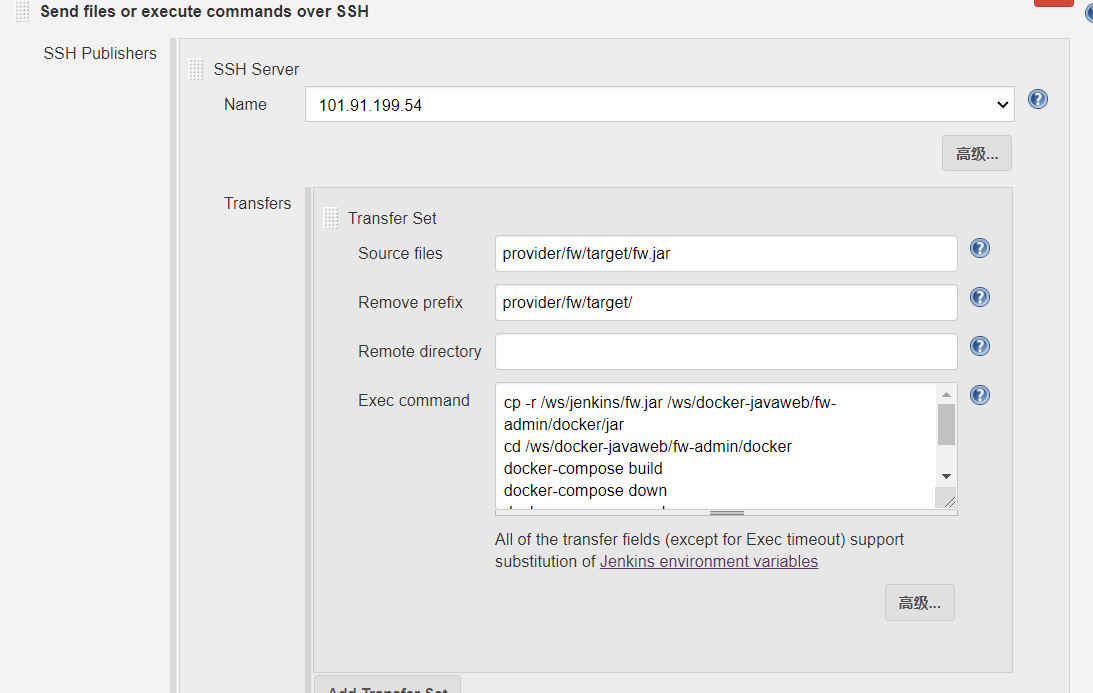 Send files or execute commands over SSH
SSH Publishers
SSH Server
Name
101.91.199.54
高级...
Transfers
Transfer Set
Source files
provider/fw/target/fw.jar
Remove prefix
provider/fw/target/
Remote directory
Exec command
cp -r /ws/jenkins/fw.jar /ws/docker-javaweb/fw-
admin/docker/jar
cd /ws/docker-javaweb/fw-admin/docker
docker-compose build
docker-compose down
All of the transfer fields (except for Exec timeout) support
substitution of Jenkins environment variables
高级...
Add Transfer Set